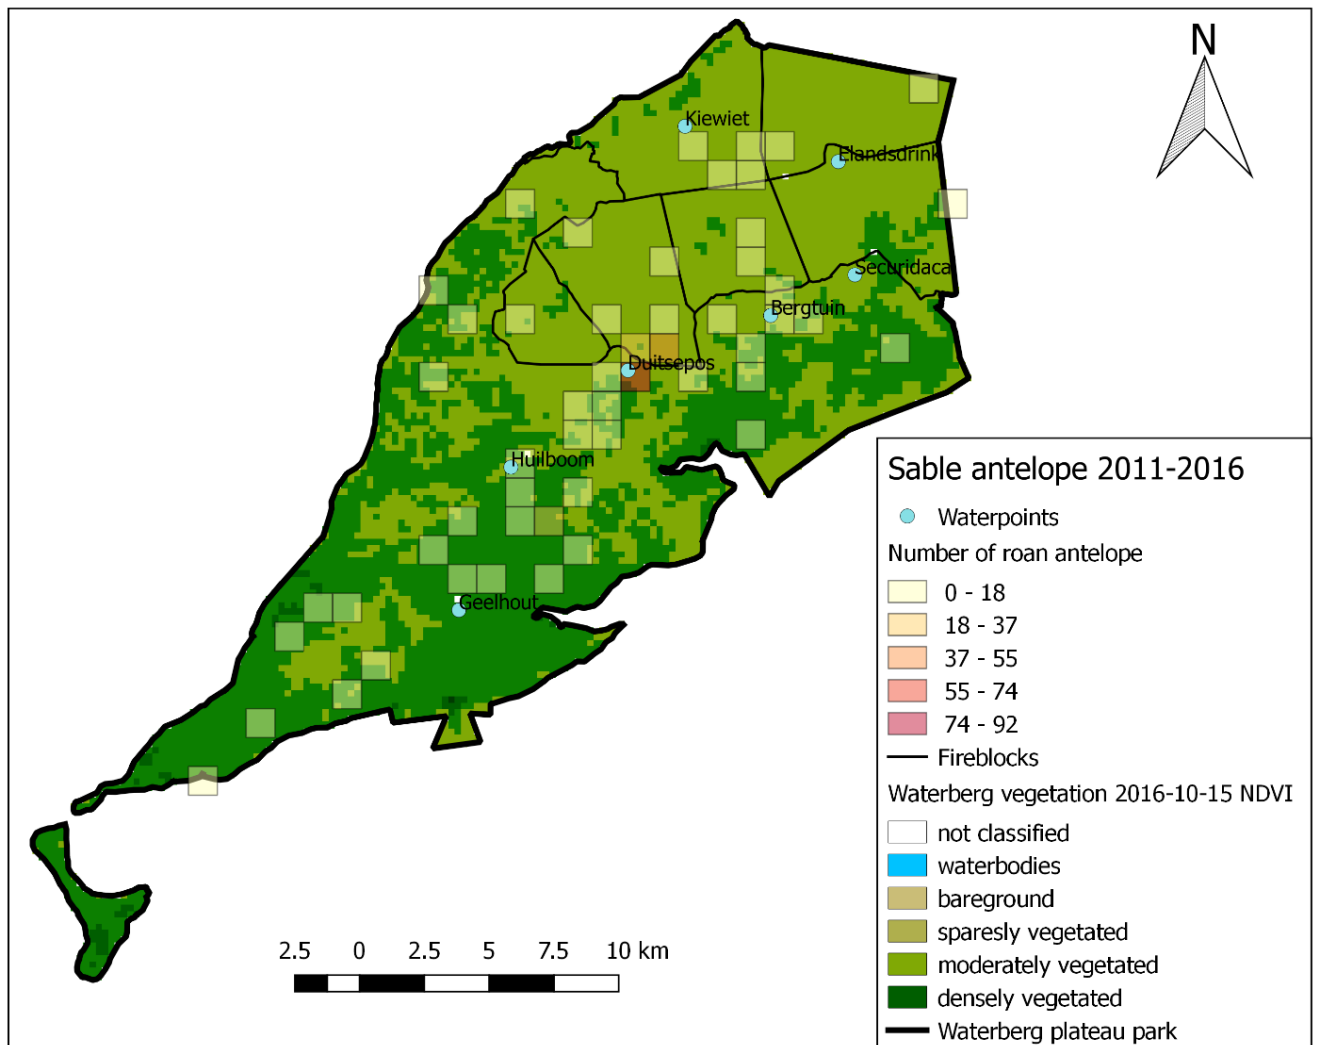 N
Kiewiet
Elandsdrink
Securidaca
Bergtuin
Duitsepos
Huilboom
Geelhout
2.5 0 2.5 5 7.5 10 km
Sable antelope 2011-2016
Waterpoints
Number of roan antelope
0 - 18
18 - 37
37 - 55
55 - 74
74 - 92
Fireblocks
Waterberg vegetation 2016-10-15 NDVI
not classified
waterbodies
bareground
sparesly vegetated
moderately vegetated
densely vegetated
Waterberg plateau park